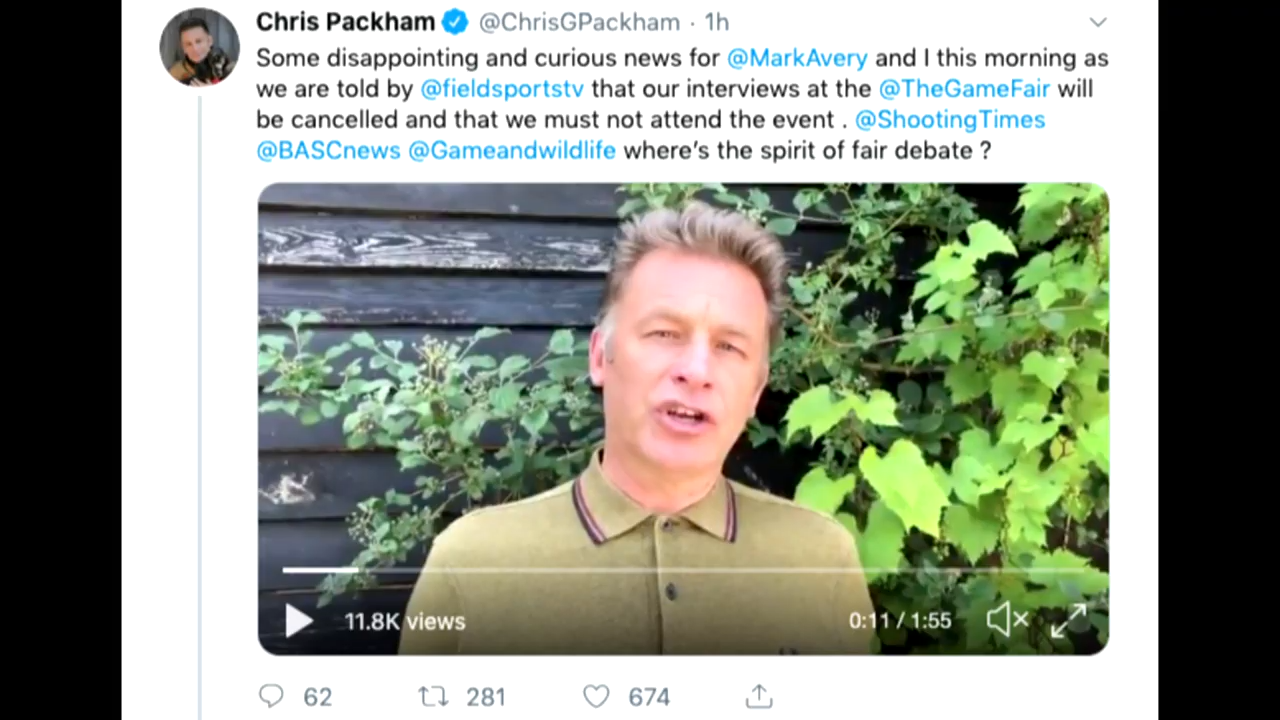 Chris Packham @ChrisGPackham · 1h
Some disappointing and curious news for @MarkAvery and I this morning as
we are told by @fieldsportstv that our interviews at the @TheGameFair will
be cancelled and that we must not attend the event . @ShootingTimes
@BASCnews @Gameandwildlife where's the spirit of fair debate ?
11.8K views 0:11 / 1:55
62 281 674